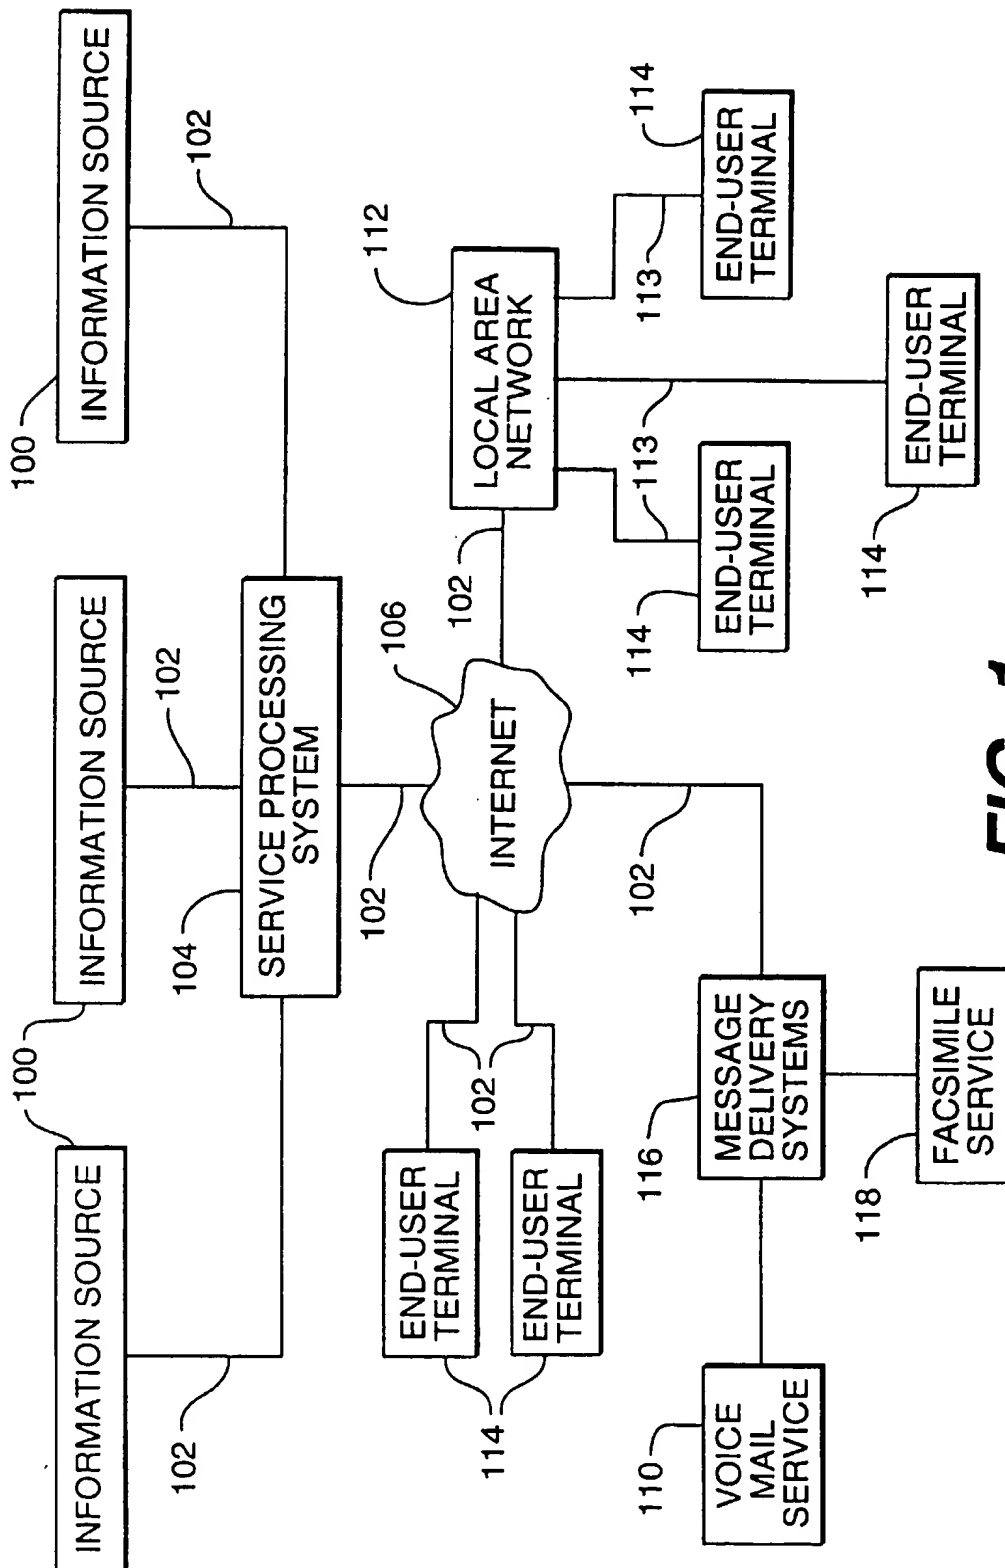 100
100
INFORMATION SOURCE
INFORMATION SOURCE
INFORMATION SOURCE
102
102
102
104
SERVICE PROCESSING
SYSTEM
102
106
112
END-USER
TERMINAL
END-USER
TERMINAL
114
102
INTERNET
102
LOCAL AREA
NETWORK
102
113
113
113
114
114
END-USER
TERMINAL
END-USER
TERMINAL
110
116
VOICE
MAIL
SERVICE
MESSAGE
DELIVERY
SYSTEMS
118
FACSIMILE
SERVICE
114
END-USER
TERMINAL
FIG. 1